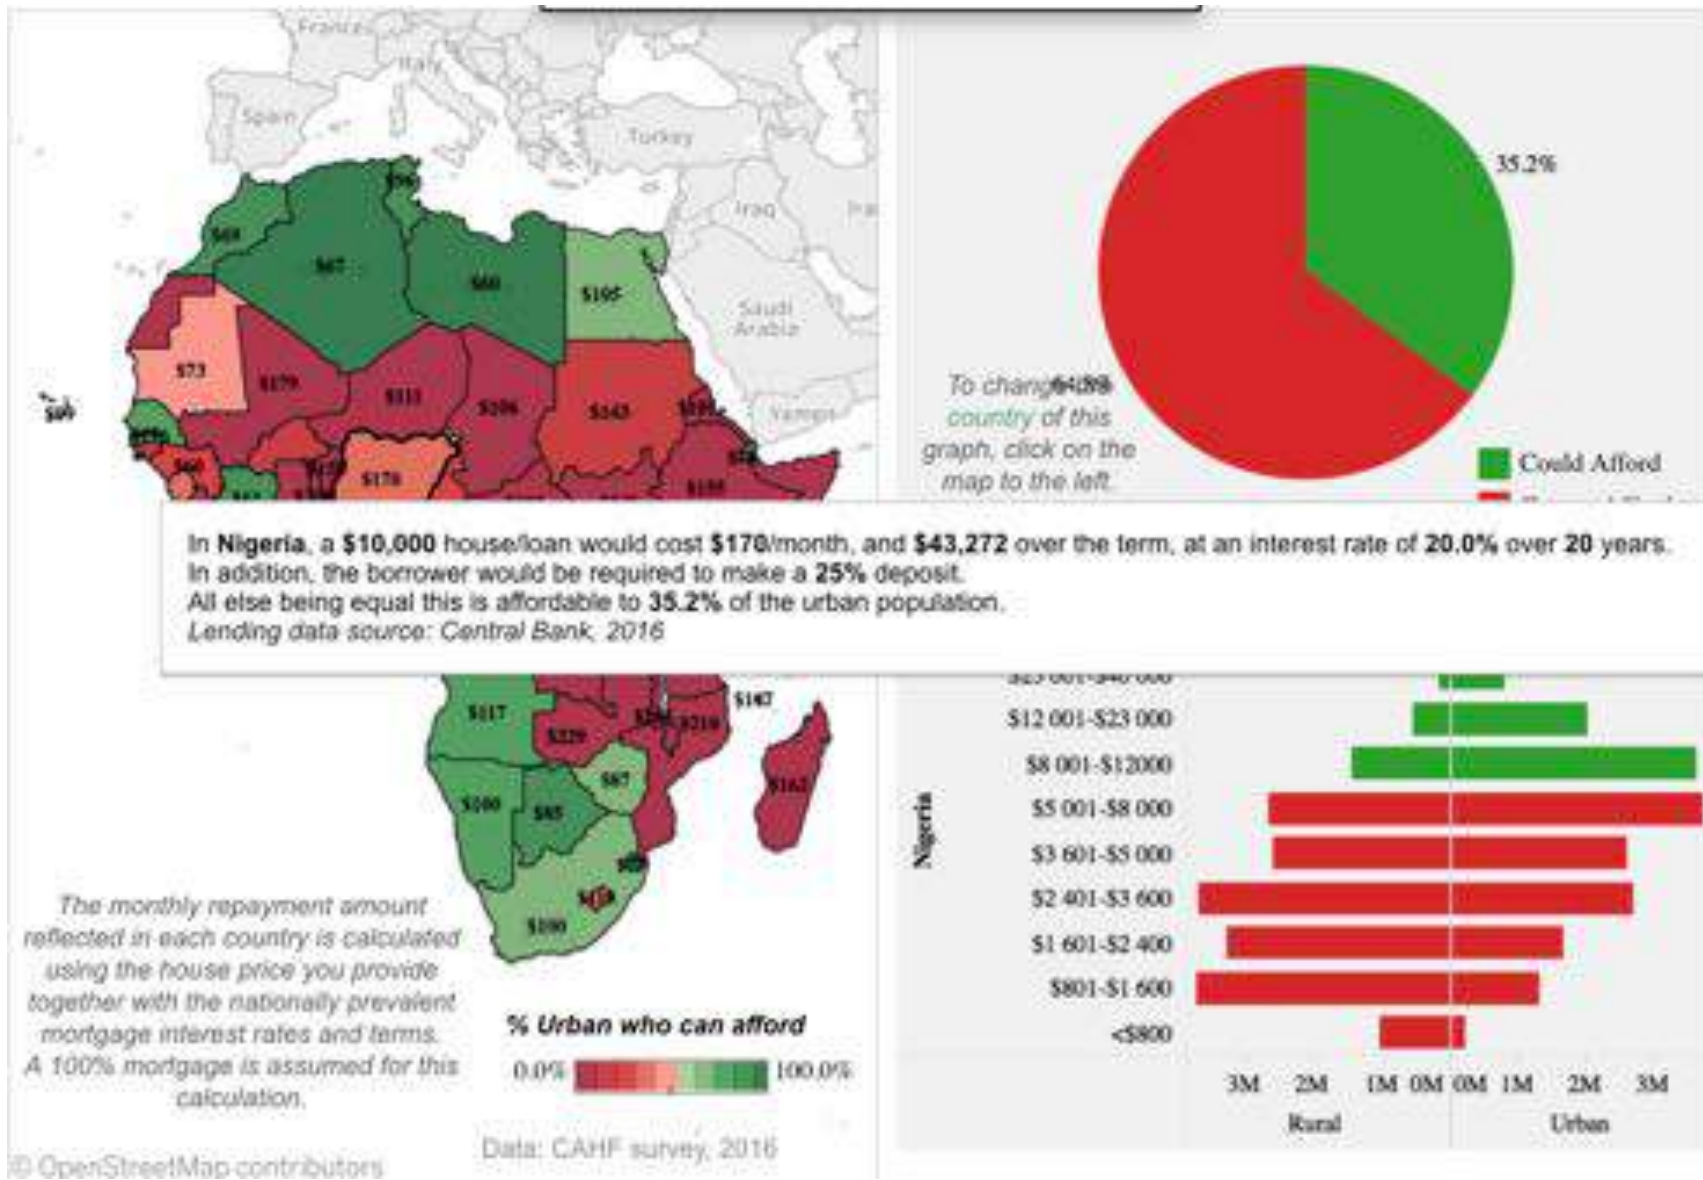 France
Italy
Spain
Turkey
Iraq
Saudi
Arabia
Yemen
$67
$60
$105
$73
$179
$111
$106
$143
$178
$117
$229
$210
$187
$87
$100
$85
$162
$100
35.2%
To change
country of this
graph, click on the
map to the left.
Could Afford
In Nigeria, a $10,000 house/loan would cost $170/month, and $43,272 over the term, at an interest rate of 20.0% over 20 years.
In addition, the borrower would be required to make a 25% deposit.
All else being equal this is affordable to 35.2% of the urban population.
Lending data source: Central Bank, 2016
The monthly repayment amount
reflected in each country is calculated
using the house price you provide
together with the nationally prevalent
mortgage interest rates and terms.
A 100% mortgage is assumed for this
calculation.
% Urban who can afford
0.0% 100.0%
Data: CAHF survey, 2016
© OpenStreetMap contributors
Nigeria
$12 001-$23 000
$8 001-$12000
$5 001-$8 000
$3 601-$5 000
$2 401-$3 600
$1 601-$2 400
$801-$1 600
<$800
3M 2M 1M 0M 0M 1M 2M 3M
Rural Urban